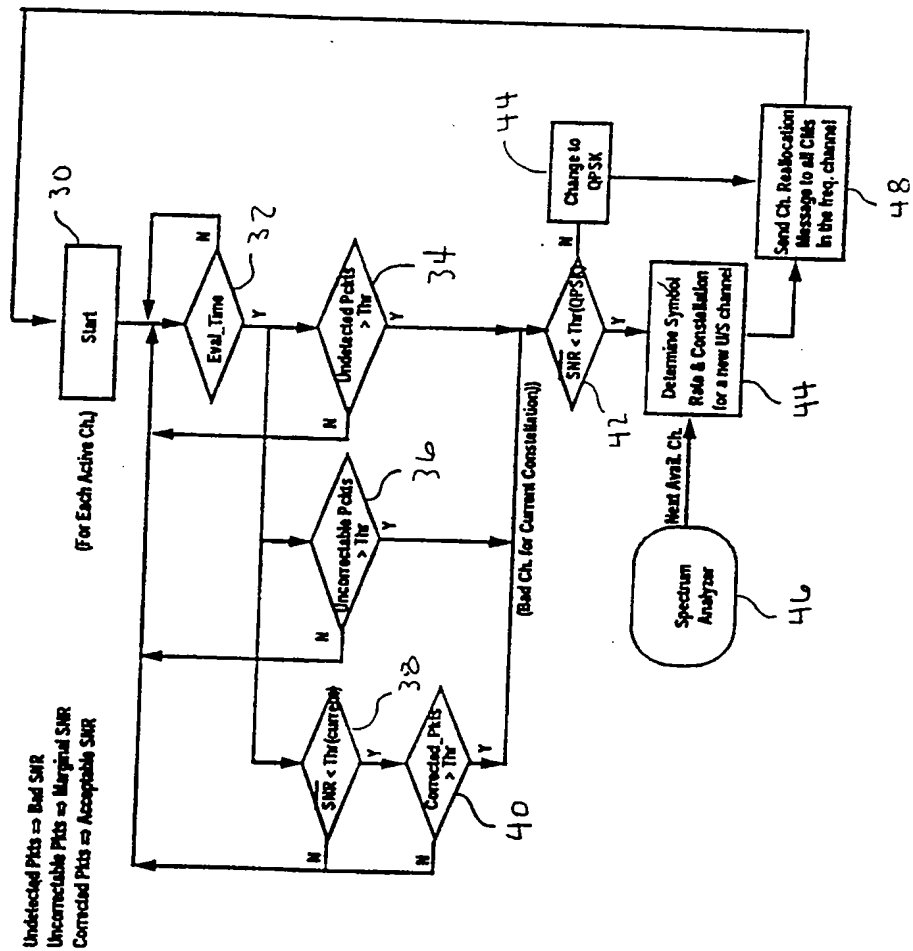 Undetected Pkts => Bad SNR
Uncorrectable Pkts => Marginal SNR
Corrected Pkts => Acceptable SNR
(For Each Active Ch.)
Start
30
Eval_Time
32
N
Y
Undetected Pckts
> Thr
34
N
Y
Uncorrectable Pckts
> Thr
36
N
Y
SNR < Thr(current)
38
N
Y
Corrected_Pkts
> Thr
40
N
Y
(Bad Ch. for Current Constellation))
SNR < Thr(QPSK)
42
N
Y
Change to
QPSK
44
Determine Symbol
Rate & Constellation
for a new U/S channel
44
Next Avail. Ch.
Spectrum
Analyzer
46
Send Ch. Reallocation
Message to all CMs
In the freq. channel
48